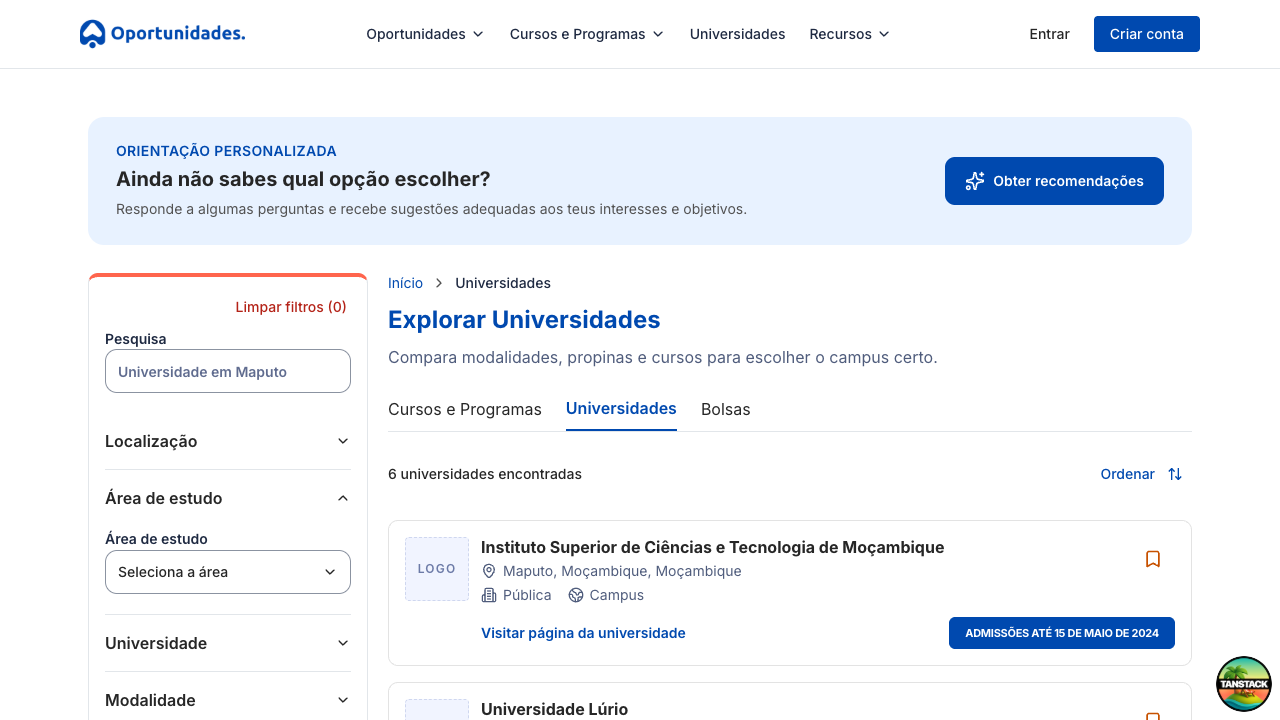 Oportunidades.
Oportunidades
Cursos e Programas
Universidades
Recursos
Entrar
Criar conta
ORIENTAÇÃO PERSONALIZADA
Ainda não sabes qual opção escolher?
Responde a algumas perguntas e recebe sugestões adequadas aos teus interesses e objetivos.
Obter recomendações
Limpar filtros (0)
Pesquisa
Universidade em Maputo
Localização
Área de estudo
Área de estudo
Seleciona a área
Universidade
Modalidade
Início
Universidades
Explorar Universidades
Compara modalidades, propinas e cursos para escolher o campus certo.
Cursos e Programas
Universidades
Bolsas
6 universidades encontradas
Ordenar
LOGO
Instituto Superior de Ciências e Tecnologia de Moçambique
Maputo, Moçambique, Moçambique
Pública
Campus
Visitar página da universidade
ADMISSÕES ATÉ 15 DE MAIO DE 2024
Universidade Lúrio
TANSTACK